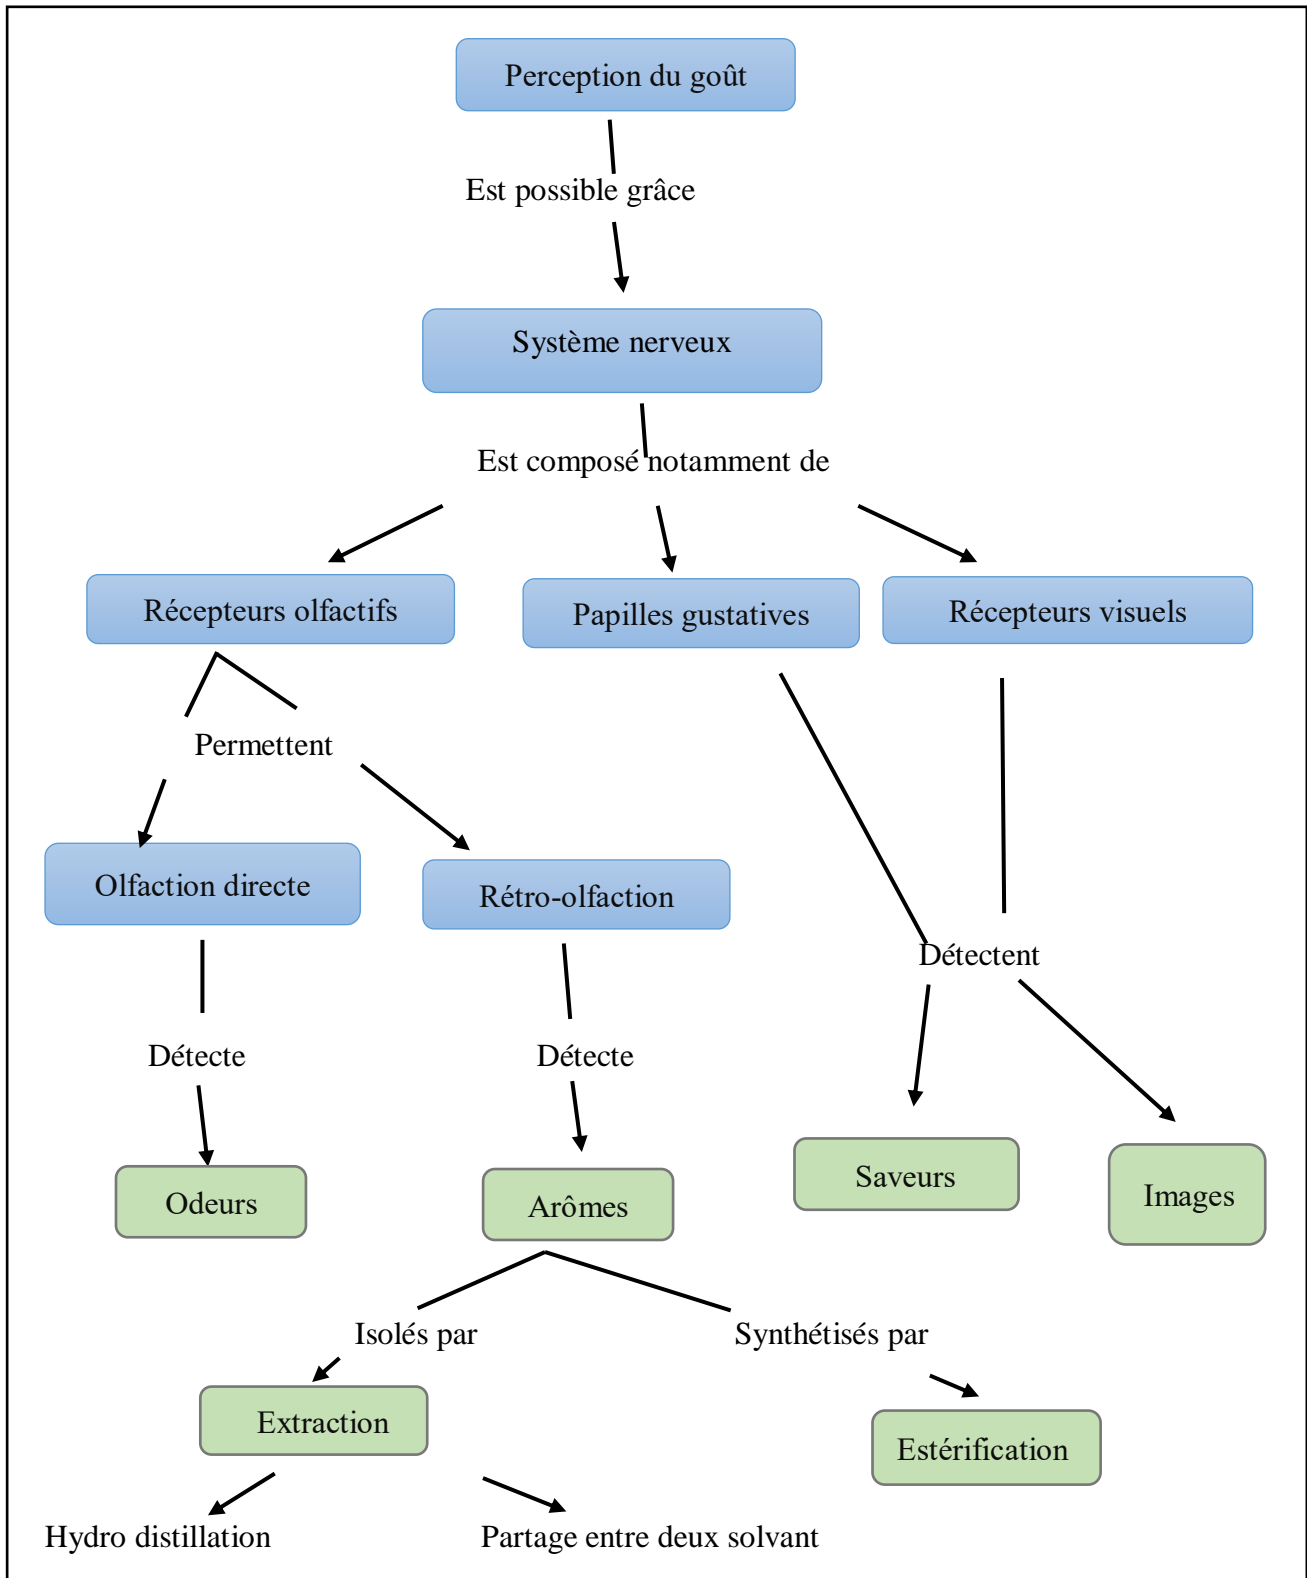 Perception du goût
Est possible grâce
Système nerveux
Est composé notamment de
Récepteurs olfactifs
Papilles gustatives
Récepteurs visuels
Permettent
Olfaction directe
Rétro-olfaction
Détectent
Détecte
Détecte
Odeurs
Arômes
Saveurs
Images
Isolés par
Synthétisés par
Extraction
Estérification
Hydro distillation
Partage entre deux solvant